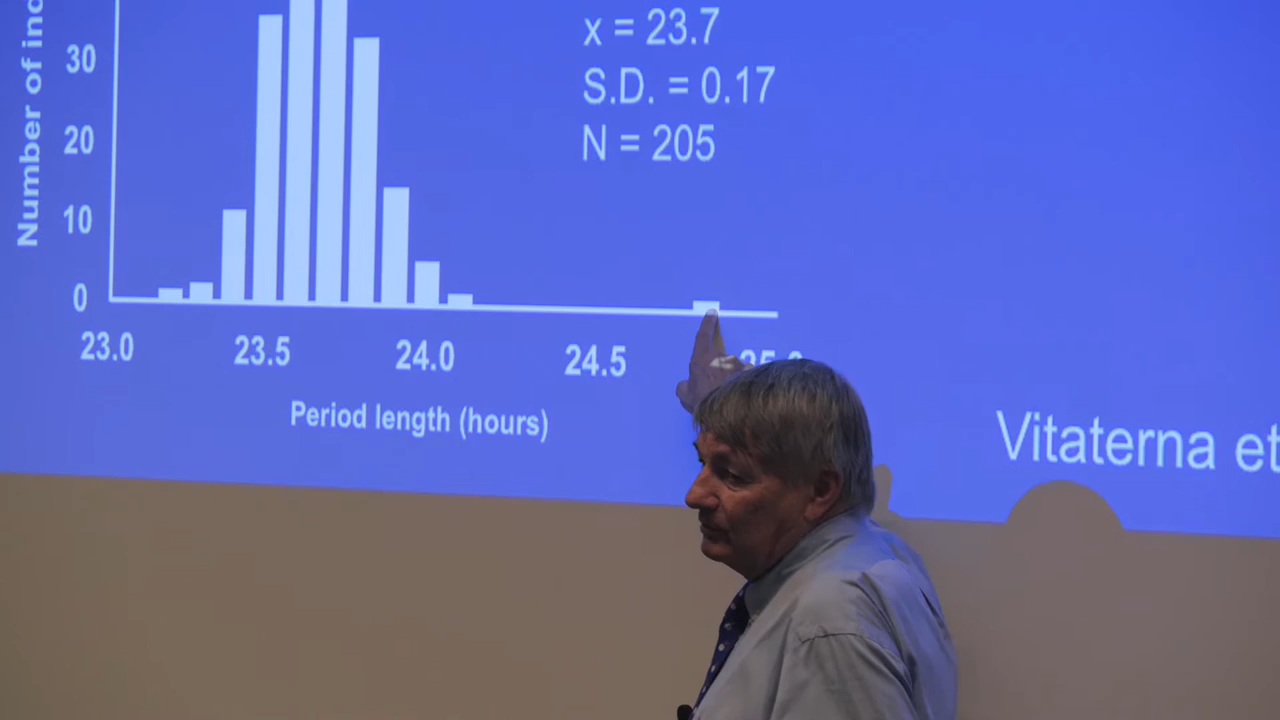 Number of ind
30
20
10
0
23.0 23.5 24.0 24.5
Period length (hours)
x = 23.7
S.D. = 0.17
N = 205
Vitaterna et